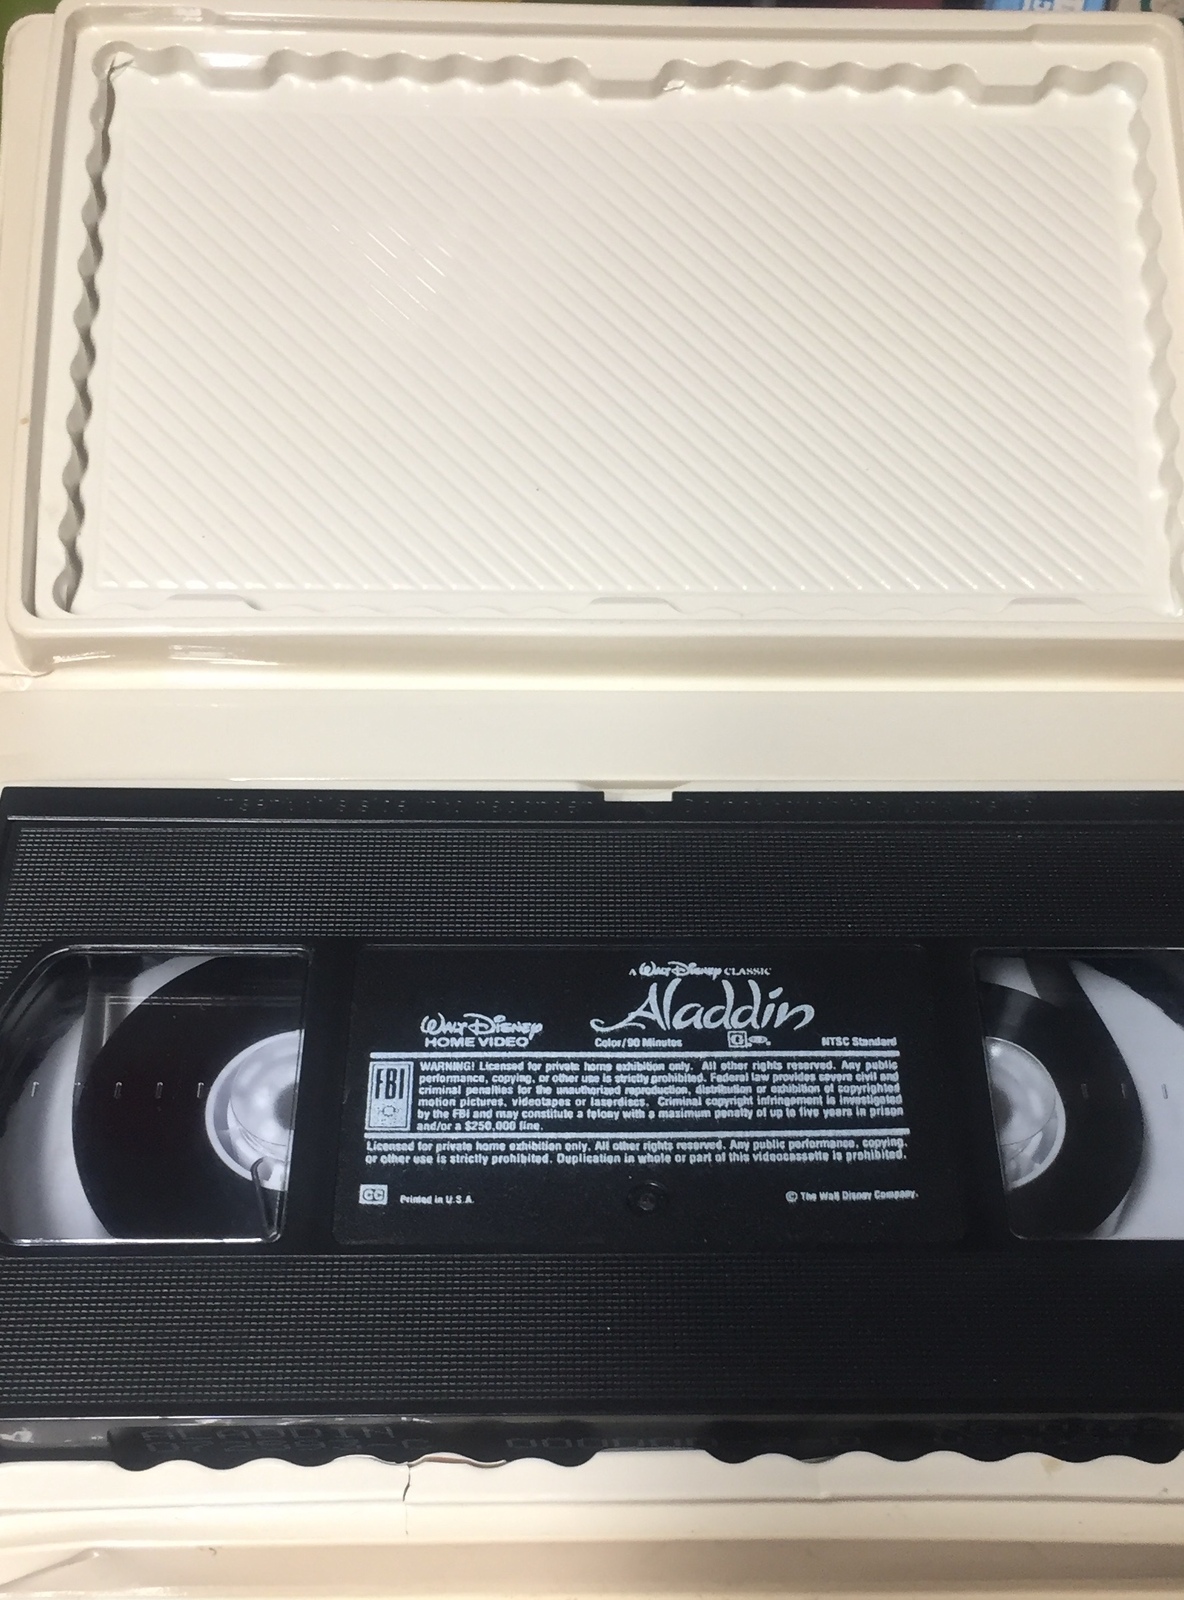 Insert this side into recorder
A WALT DISNEY CLASSIC
Aladdin
WALT DISNEY
HOME VIDEO
Color/90 Minutes
G
NTSC Standard
FBI
WARNING! Licensed for private home exhibition only. All other rights reserved. Any public
performance, copying, or other use is strictly prohibited. Federal law provides severe civil and
criminal penalties for the unauthorized reproduction, distribution or exhibition of copyrighted
motion pictures, videotapes or laserdiscs. Criminal copyright infringement is investigated
by the FBI and may constitute a felony with a maximum penalty of up to five years in prison
and/or a $250,000 fine.
Licensed for private home exhibition only, All other rights reserved. Any public performance, copying,
or other use is strictly prohibited. Duplication in whole or part of this videocassette is prohibited.
CC
Printed in U.S.A.
© The Walt Disney Company.
ALADDIN